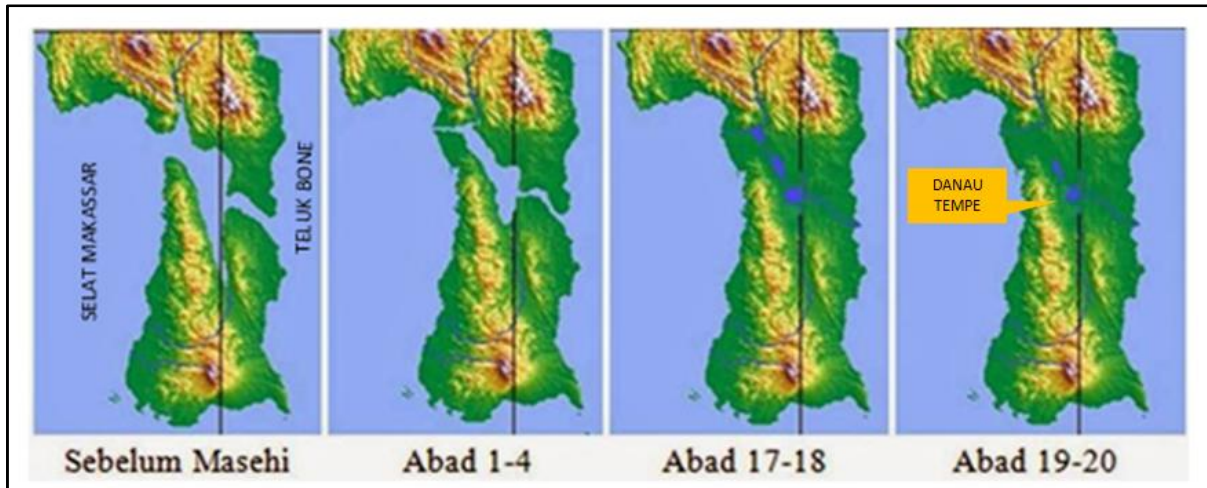 SELAT MAKASSAR
TELUK BONE
DANAU
TEMPE
Sebelum Masehi
Abad 1-4
Abad 17-18
Abad 19-20